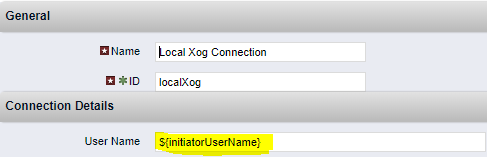 General
Name Local Xog Connection
ID localXog
Connection Details
User Name ${initiatorUserName}